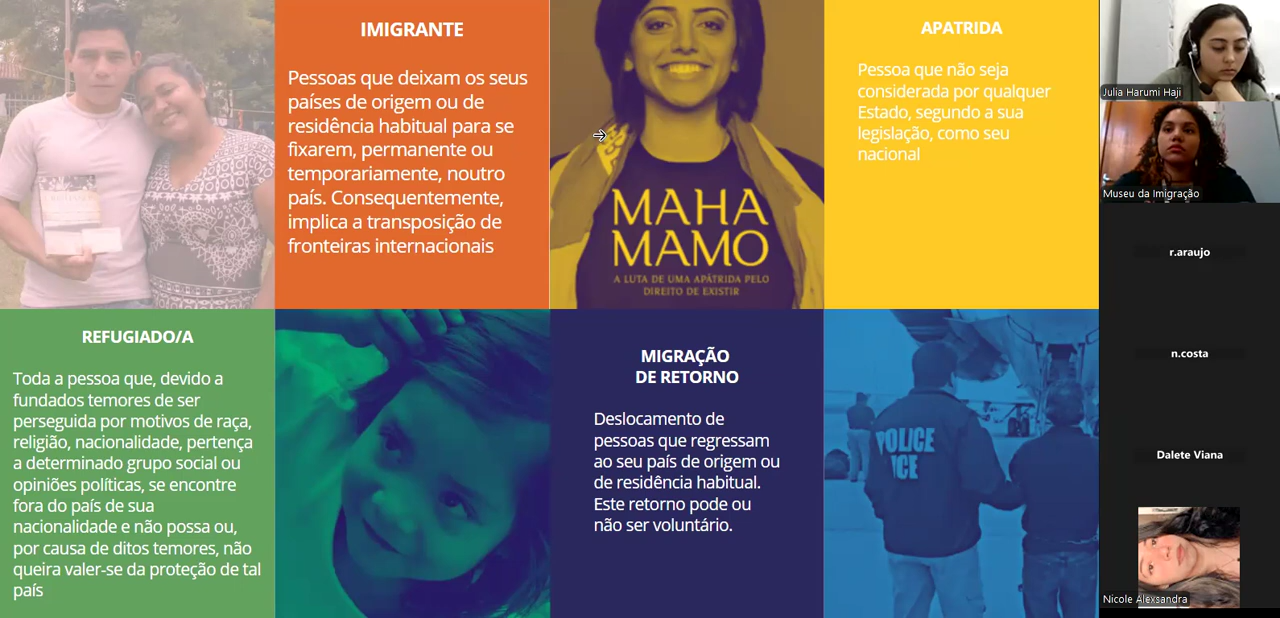 IMIGRANTE
Pessoas que deixam os seus
países de origem ou de
residência habitual para se
fixarem, permanente ou
temporariamente, noutro
país. Consequentemente,
implica a transposição de
fronteiras internacionais
MAHA
MAMO
A LUTA DE UMA APÁTRIDA PELO
DIREITO DE EXISTIR
APATRIDA
Pessoa que não seja
considerada por qualquer
Estado, segundo a sua
legislação, como seu
nacional
REFUGIADO/A
Toda a pessoa que, devido a
fundados temores de ser
perseguida por motivos de raça,
religião, nacionalidade, pertença
a determinado grupo social ou
opiniões políticas, se encontre
fora do país de sua
nacionalidade e não possa ou,
por causa de ditos temores, não
queira valer-se da proteção de tal
país
MIGRAÇÃO
DE RETORNO
Deslocamento de
pessoas que regressam
ao seu país de origem ou
de residência habitual.
Este retorno pode ou
não ser voluntário.
POLICE
ICE
Julia Harumi Haji
Museu da Imigração
r.araujo
n.costa
Dalete Viana
Nicole Alexsandra